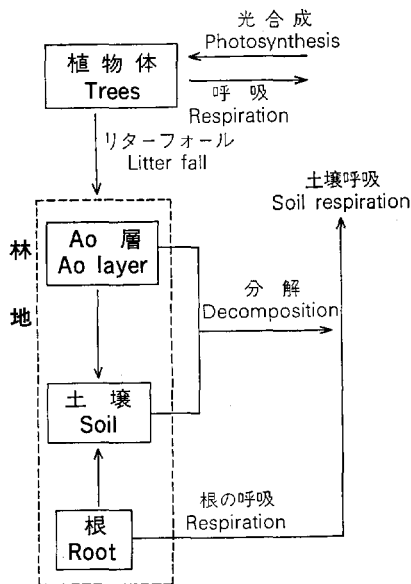 光合成
Photosynthesis
植物体
Trees
呼吸
Respiration
リターフォール
Litter fall
土壌呼吸
Soil respiration
林地
Ao 層
Ao layer
分解
Decomposition
土壌
Soil
根の呼吸
Respiration
根
Root